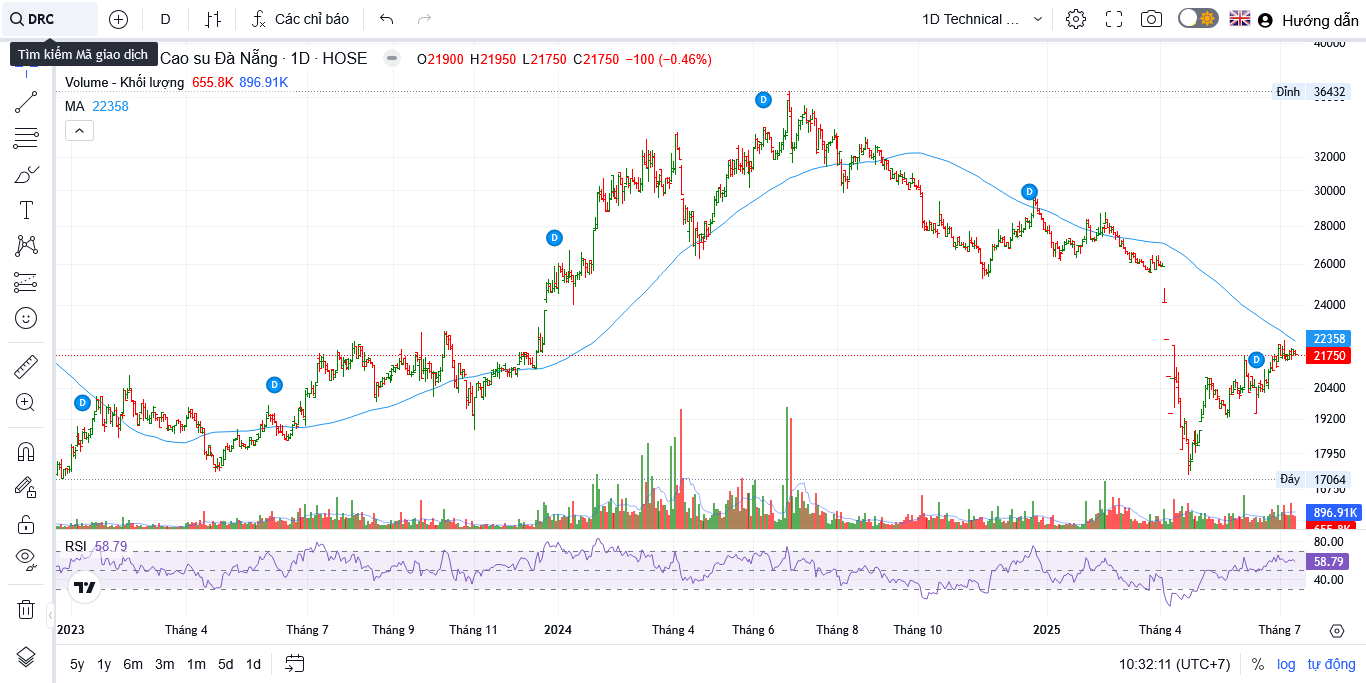 DRC
D
Các chỉ báo
1D Technical ...
Hướng dẫn
Tìm kiếm Mã giao dịch
Cao su Đà Nẵng · 1D · HOSE
O21900 H21950 L21750 C21750 −100 (−0.46%)
Volume - Khối lượng 655.8K 896.91K
MA 22358
40000
Đỉnh 36432
32000
30000
28000
26000
24000
22358
21750
20400
19200
17950
Đáy 17064
16750
896.91K
655.8K
D
D
D
D
D
D
RSI 58.79
80.00
58.79
40.00
2023 Tháng 4 Tháng 7 Tháng 9 Tháng 11 2024 Tháng 4 Tháng 6 Tháng 8 Tháng 10 2025 Tháng 4 Tháng 7
5y 1y 6m 3m 1m 5d 1d
10:32:11 (UTC+7) % log tự động